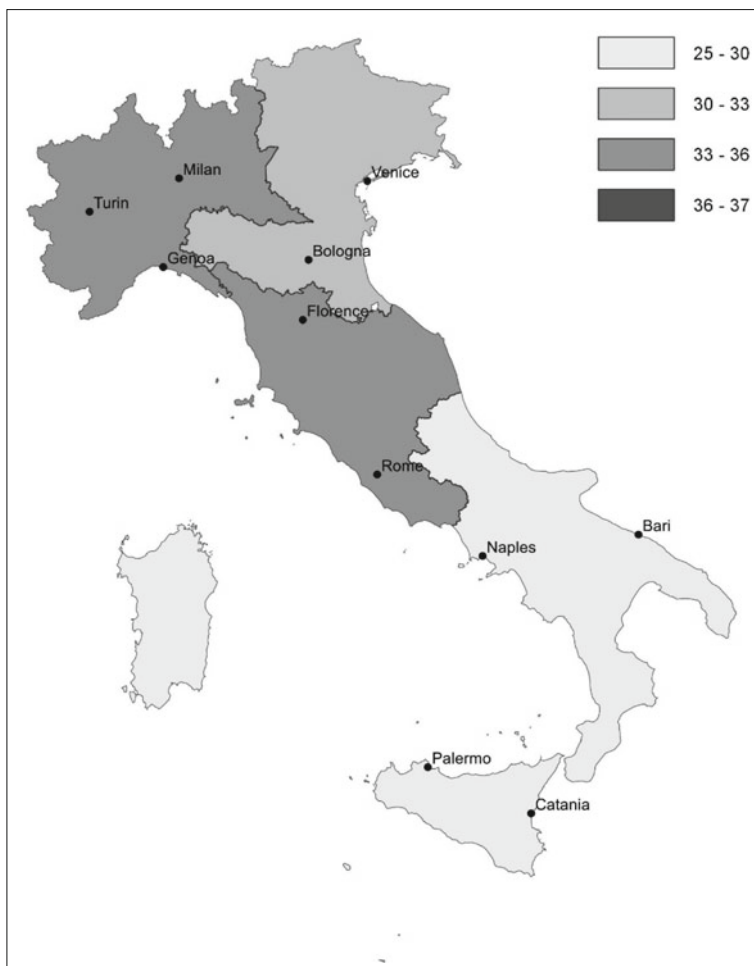 25 - 30
30 - 33
33 - 36
36 - 37
Milan
Venice
Turin
Bologna
Genoa
Florence
Rome
Bari
Naples
Palermo
Catania